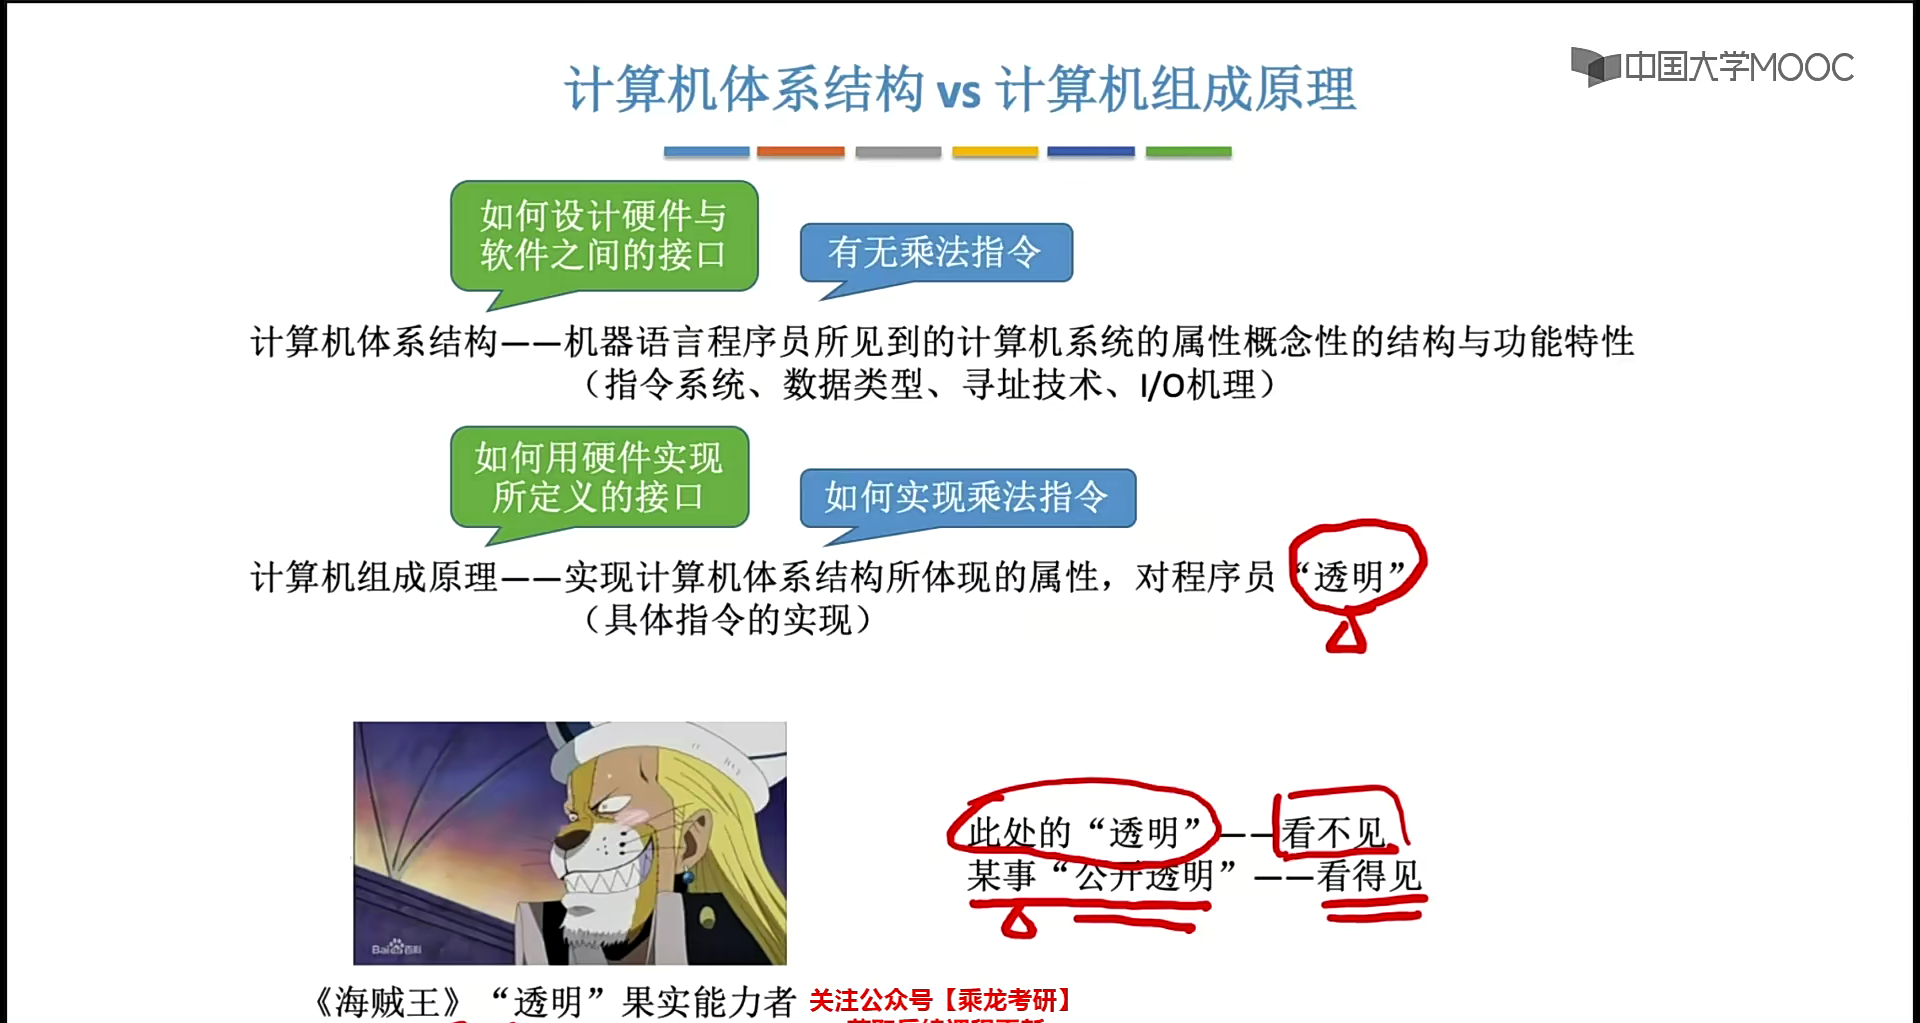 中国大学MOOC
计算机体系结构 vs 计算机组成原理
如何设计硬件与
软件之间的接口
有无乘法指令
计算机体系结构——机器语言程序员所见到的计算机系统的属性概念性的结构与功能特性
（指令系统、数据类型、寻址技术、I/O机理）
如何用硬件实现
所定义的接口
如何实现乘法指令
计算机组成原理——实现计算机体系结构所体现的属性，对程序员“透明”
（具体指令的实现）
此处的“透明”——看不见
某事“公开透明”——看得见
Bai百科
《海贼王》“透明”果实能力者
关注公众号【乘龙考研】